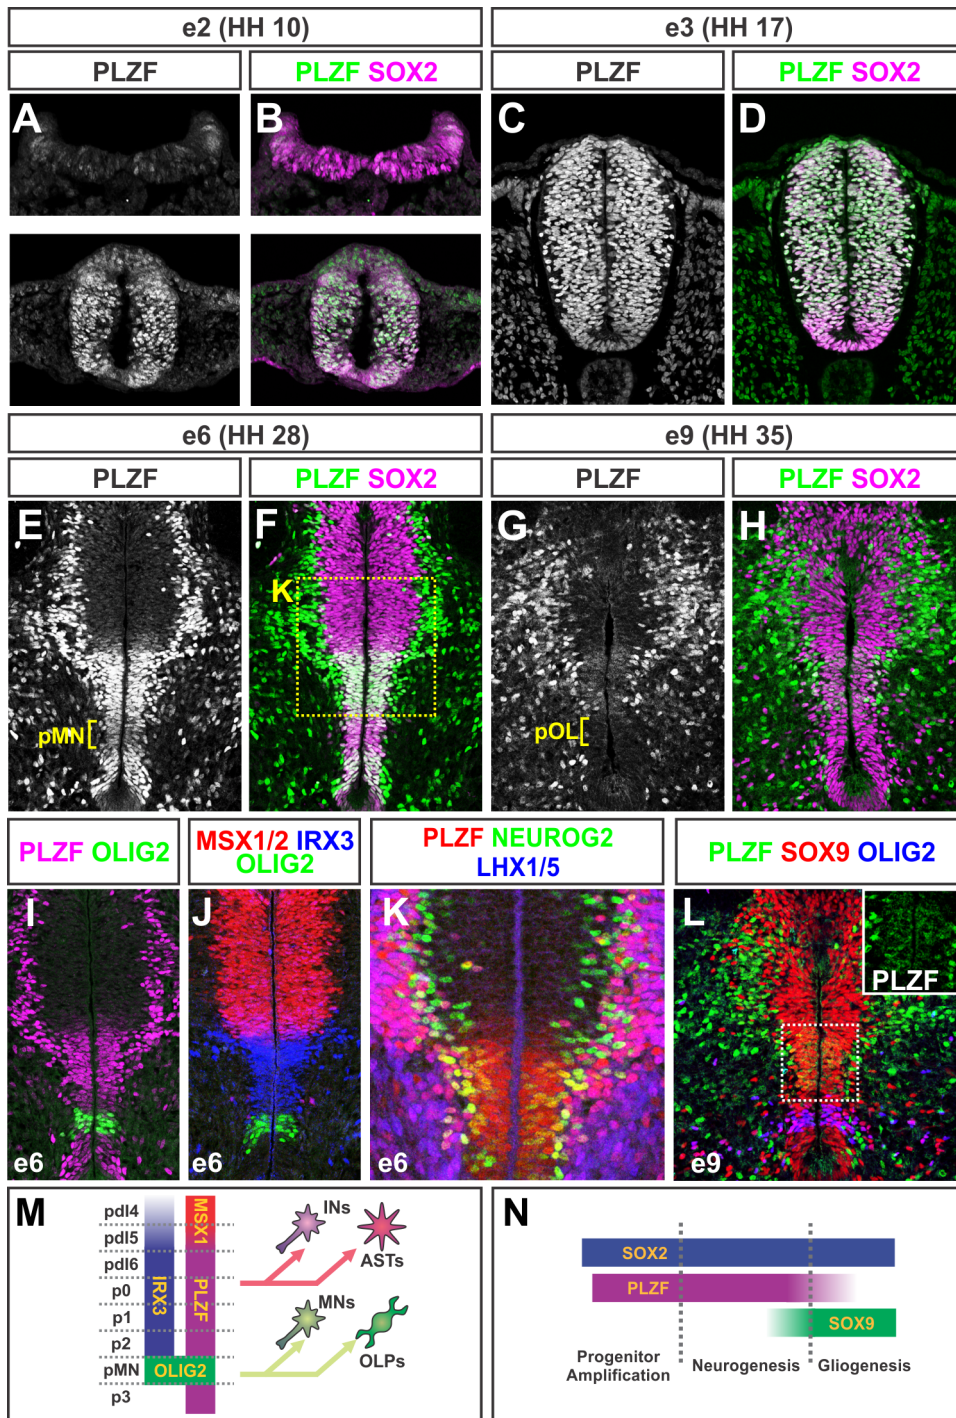 e2 (HH 10)
e3 (HH 17)
PLZF
PLZF SOX2
PLZF
PLZF SOX2
A
B
C
D
e6 (HH 28)
e9 (HH 35)
PLZF
PLZF SOX2
PLZF
PLZF SOX2
E
F
G
H
K
pMN
pOL
PLZF OLIG2
MSX1/2 IRX3
OLIG2
PLZF NEUROG2
LHX1/5
PLZF SOX9 OLIG2
I
J
K
L
PLZF
e6
e6
e6
e9
M
pdI4
pdI5
pdI6
p0
p1
p2
pMN
p3
IRX3
MSX1
PLZF
OLIG2
INs
ASTs
MNs
OLPs
N
SOX2
PLZF
SOX9
Progenitor
Amplification
Neurogenesis
Gliogenesis